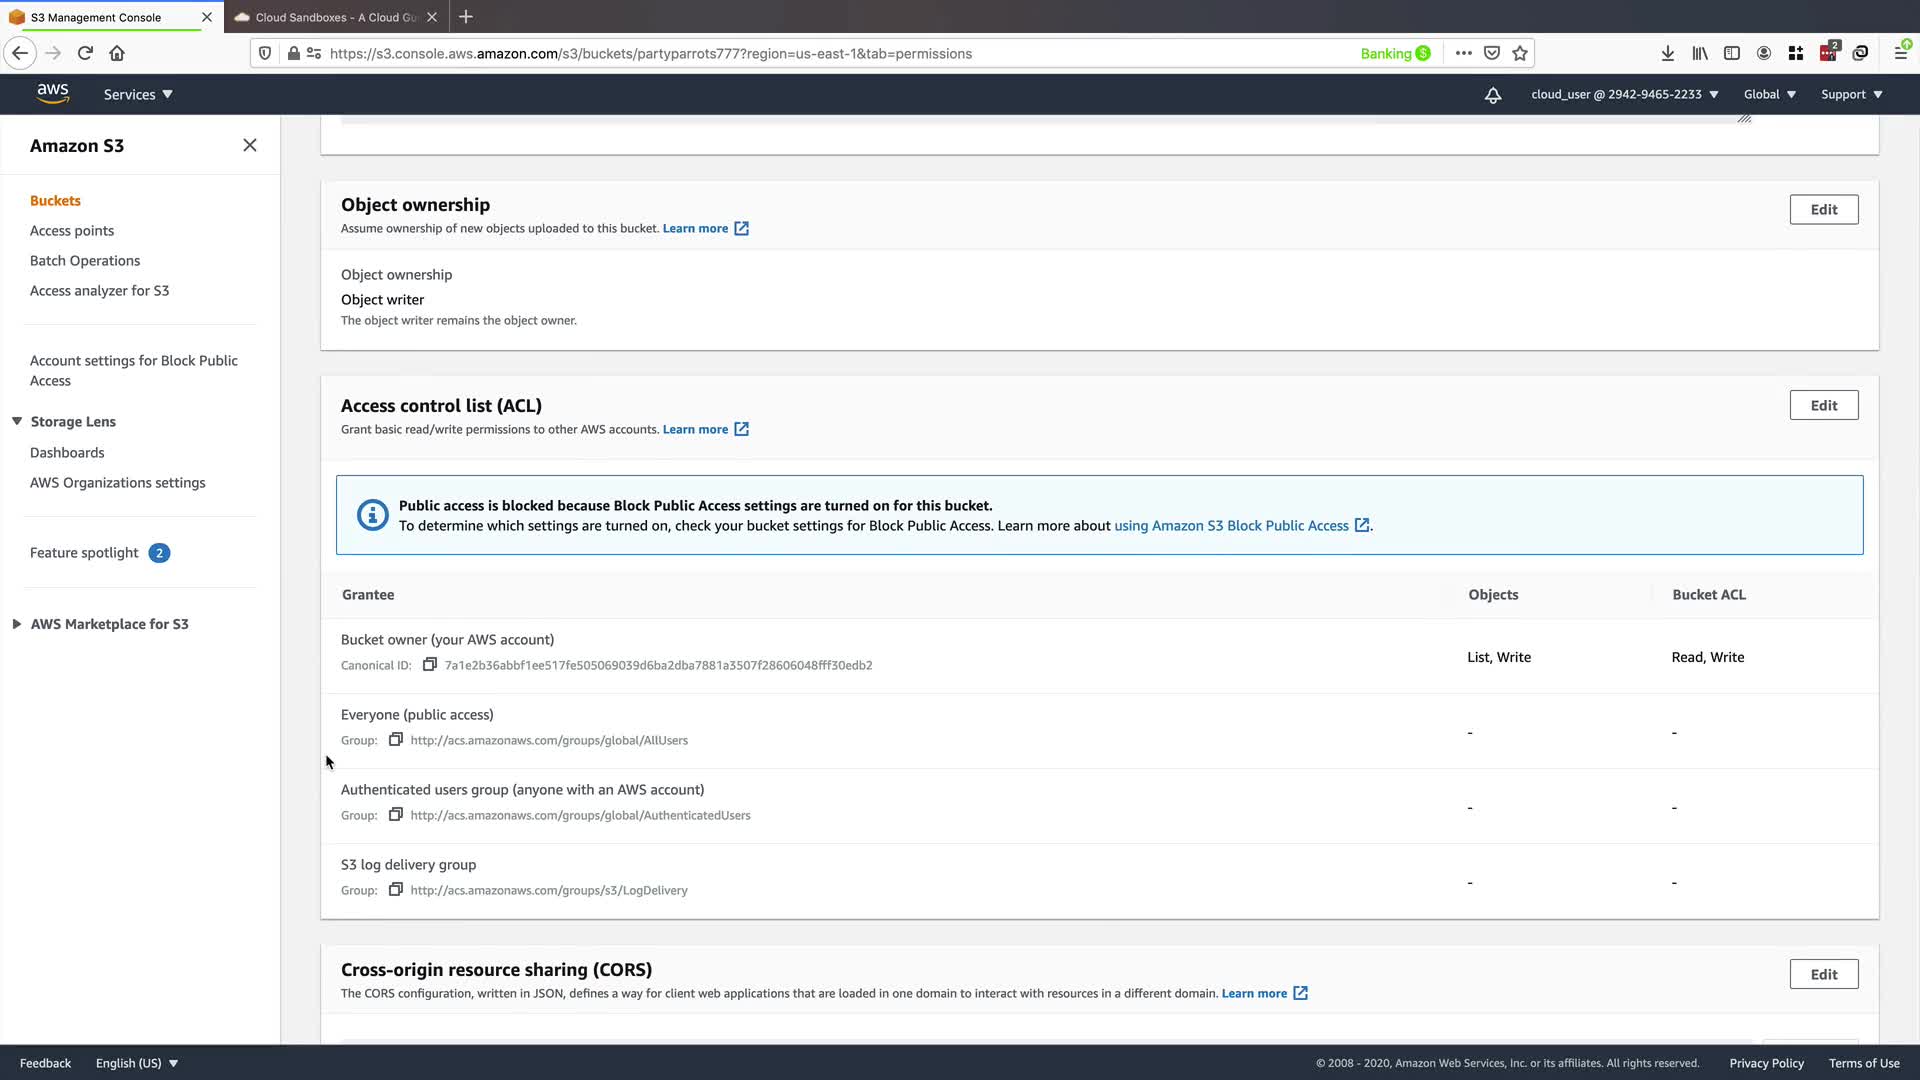 S3 Management Console
Cloud Sandboxes - A Cloud Gu
https://s3.console.aws.amazon.com/s3/buckets/partyparrots777?region=us-east-1&tab=permissions
Banking
2
aws
Services
cloud_user @ 2942-9465-2233
Global
Support
Amazon S3
Buckets
Access points
Batch Operations
Access analyzer for S3
Account settings for Block Public
Access
Storage Lens
Dashboards
AWS Organizations settings
Feature spotlight 2
AWS Marketplace for S3
Object ownership
Edit
Assume ownership of new objects uploaded to this bucket. Learn more
Object ownership
Object writer
The object writer remains the object owner.
Access control list (ACL)
Edit
Grant basic read/write permissions to other AWS accounts. Learn more
Public access is blocked because Block Public Access settings are turned on for this bucket.
To determine which settings are turned on, check your bucket settings for Block Public Access. Learn more about using Amazon S3 Block Public Access.
Grantee Objects Bucket ACL
Bucket owner (your AWS account)
Canonical ID: 7a1e2b36abbf1ee517fe505069039d6ba2dba7881a3507f28606048fff30edb2
List, Write Read, Write
Everyone (public access)
Group: http://acs.amazonaws.com/groups/global/AllUsers
- -
Authenticated users group (anyone with an AWS account)
Group: http://acs.amazonaws.com/groups/global/AuthenticatedUsers
- -
S3 log delivery group
Group: http://acs.amazonaws.com/groups/s3/LogDelivery
- -
Cross-origin resource sharing (CORS)
Edit
The CORS configuration, written in JSON, defines a way for client web applications that are loaded in one domain to interact with resources in a different domain. Learn more
Feedback
English (US)
© 2008 - 2020, Amazon Web Services, Inc. or its affiliates. All rights reserved.
Privacy Policy
Terms of Use